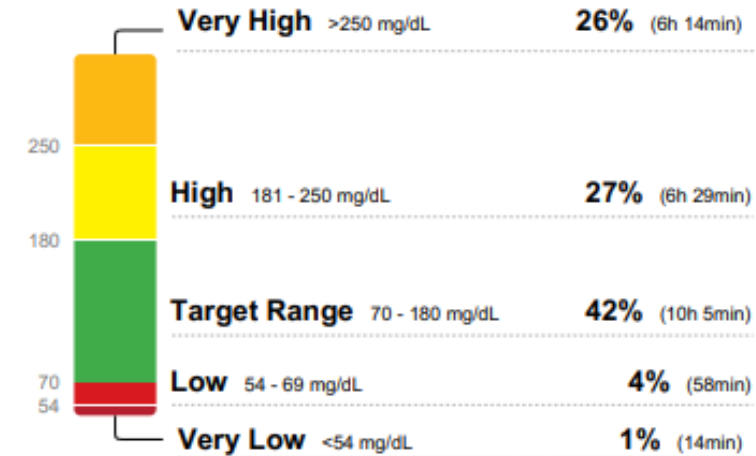 Very High >250 mg/dL 26% (6h 14min)
250
High 181 - 250 mg/dL 27% (6h 29min)
180
Target Range 70 - 180 mg/dL 42% (10h 5min)
70
Low 54 - 69 mg/dL 4% (58min)
54
Very Low <54 mg/dL 1% (14min)